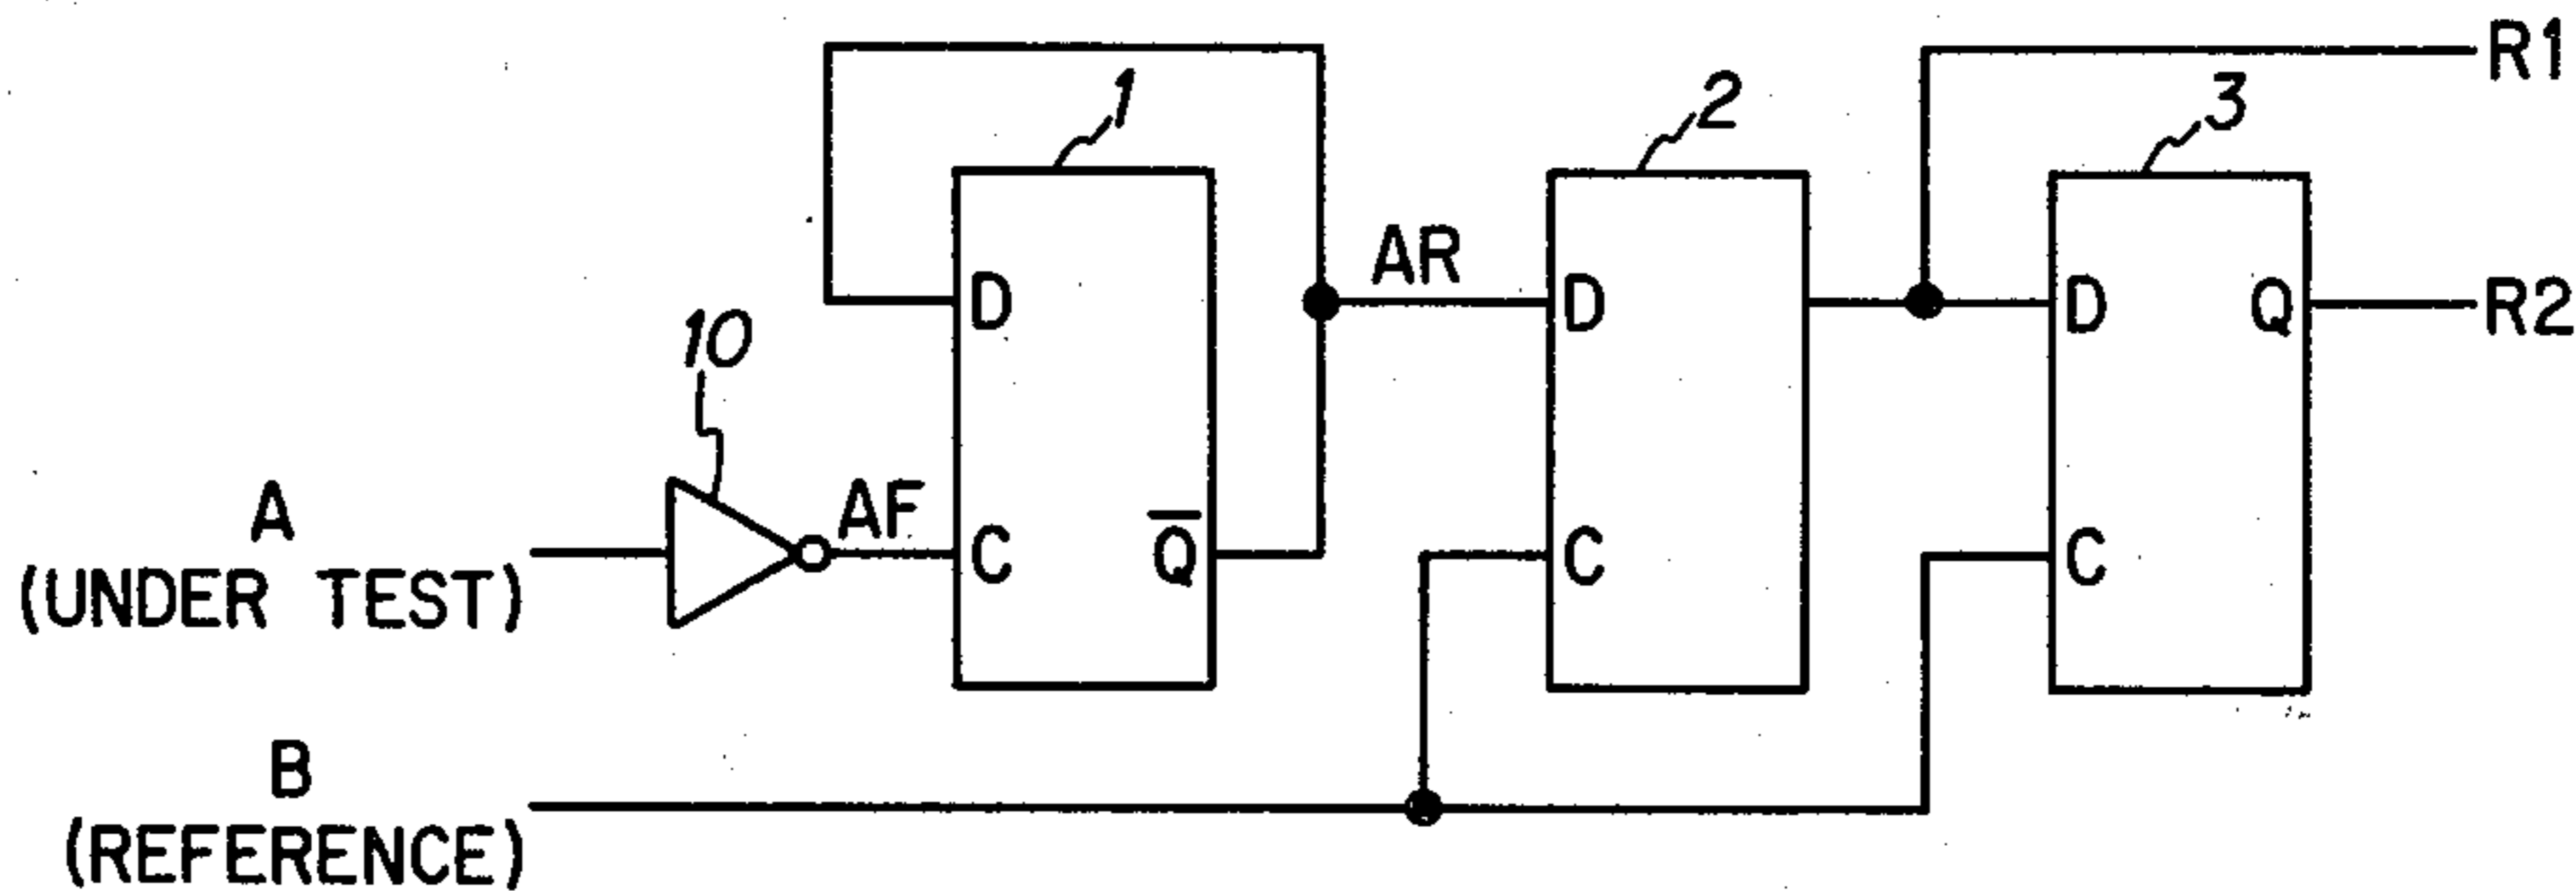 R1
1
2
3
AR
D
D
D
Q
R2
10
A
(UNDER TEST)
AF
C
Q̅
C
C
B
(REFERENCE)